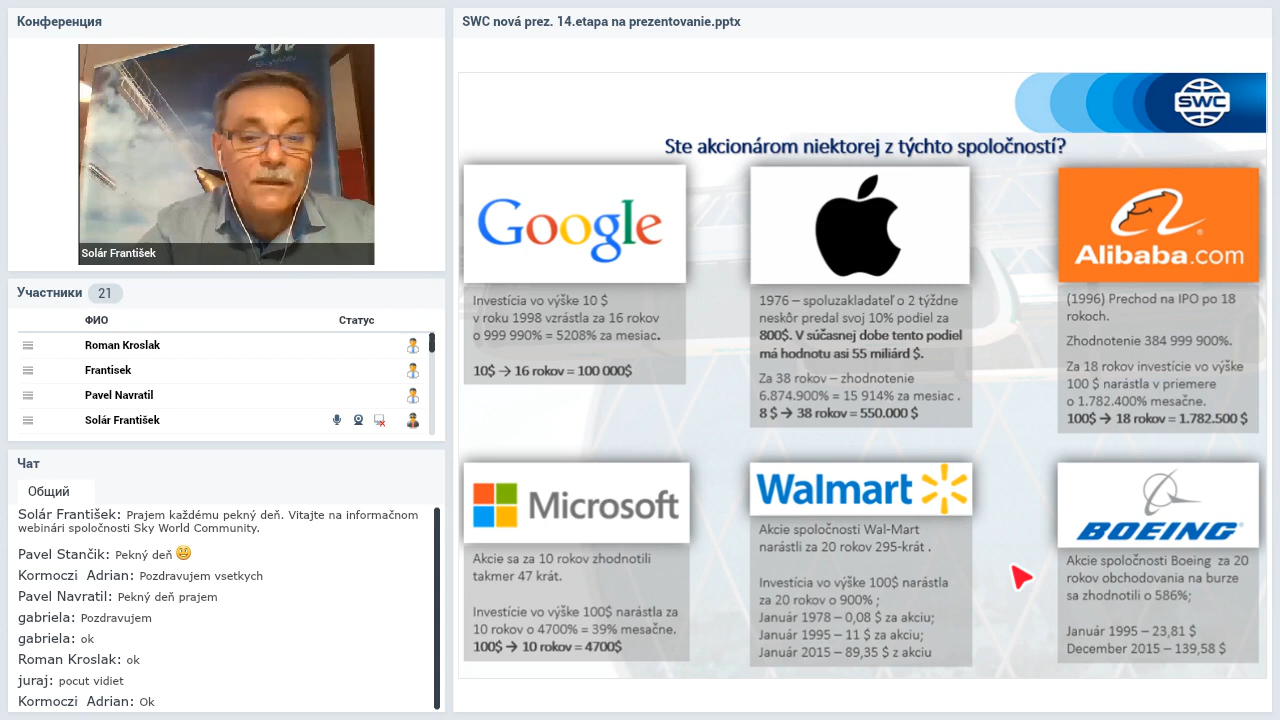 Конференция
SKYWAY
Solár František
Участники 21
ФИО Статус
Roman Kroslak
Frantisek
Pavel Navratil
Solár František
Чат
Общий
Solár František: Prajem každému pekný deň. Vitajte na informačnom
webinári spoločnosti Sky World Community.
Pavel Stančik: Pekný deň
Kormoczi Adrian: Pozdravujem vsetkych
Pavel Navratil: Pekný deň prajem
gabriela: Pozdravujem
gabriela: ok
Roman Kroslak: ok
juraj: pocut vidiet
Kormoczi Adrian: Ok
SWC nová prez. 14.etapa na prezentovanie.pptx
SWC
Ste akcionárom niektorej z týchto spoločností?
Google
Investícia vo výške 10 $
v roku 1998 vzrástla za 16 rokov
o 999 990% = 5208% za mesiac.
10$ → 16 rokov = 100 000$
1976 – spoluzakladateľ o 2 týždne
neskôr predal svoj 10% podiel za
800$. V súčasnej dobe tento podiel
má hodnotu asi 55 miliárd $.
Za 38 rokov – zhodnotenie
6.874.900% = 15 914% za mesiac .
8 $ → 38 rokov = 550.000 $
Alibaba.com
(1996) Prechod na IPO po 18
rokoch.
Zhodnotenie 384 999 900%.
Za 18 rokov investície vo výške
100 $ narástla v priemere
o 1.782.400% mesačne.
100$ → 18 rokov = 1.782.500 $
Microsoft
Akcie sa za 10 rokov zhodnotili
takmer 47 krát.
Investície vo výške 100$ narástla za
10 rokov o 4700% = 39% mesačne.
100$ → 10 rokov = 4700$
Walmart
Akcie spoločnosti Wal-Mart
narástli za 20 rokov 295-krát .
Investícia vo výške 100$ narástla
za 20 rokov o 900% ;
Január 1978 – 0,08 $ za akciu;
Január 1995 – 11 $ za akciu;
Január 2015 – 89,35 $ z akciu
BOEING
Akcie spoločnosti Boeing za 20
rokov obchodovania na burze
sa zhodnotili o 586%;
Január 1995 – 23,81 $
December 2015 – 139,58 $